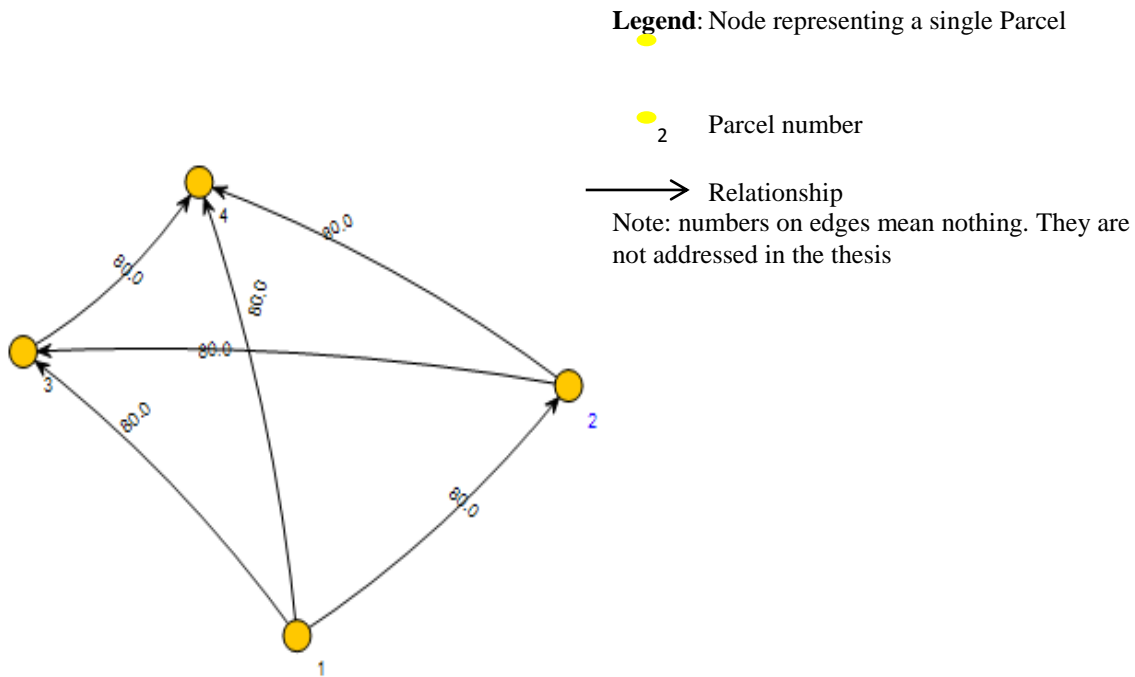 Legend: Node representing a single Parcel
2 Parcel number
Relationship
Note: numbers on edges mean nothing. They are
not addressed in the thesis
4
80.0
80.0
80.0
80.0
3
80.0
2
80.0
1